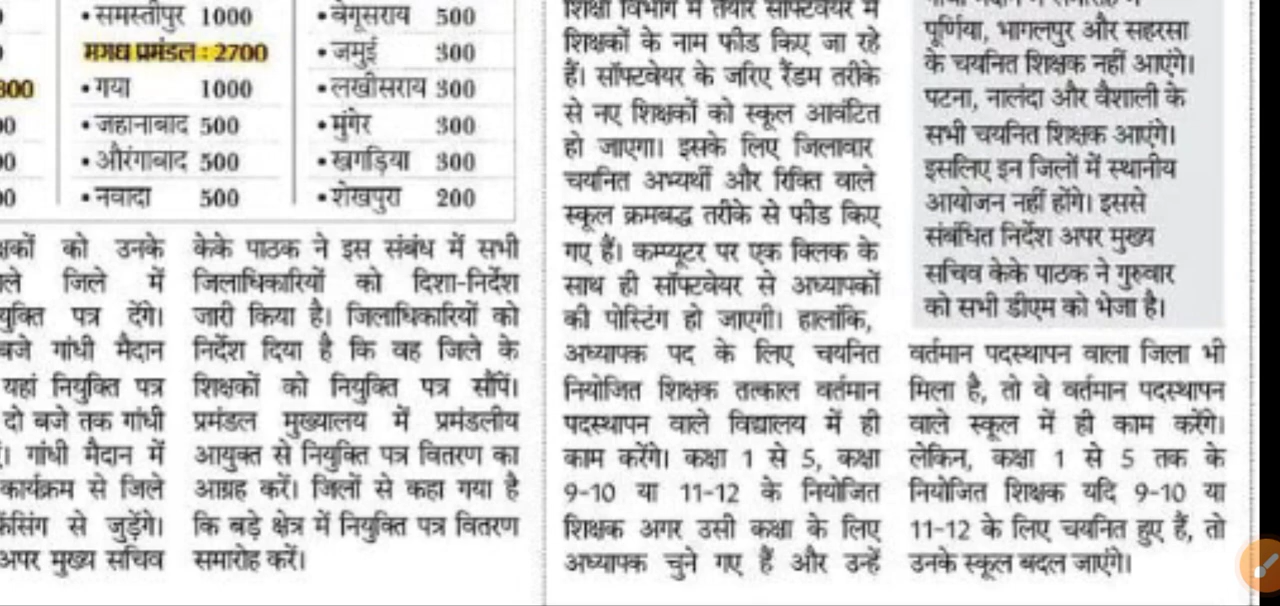 समस्तीपुर 1000
मगध प्रमंडल : 2700
• गया 1000
• जहानाबाद 500
• औरंगाबाद 500
• नवादा 500
• बेगूसराय 500
• जमुई 300
• लखीसराय 300
• मुंगेर 300
• खगड़िया 300
• शेखपुरा 200
को उनके
जिले में
पत्र देंगे।
बजे गांधी मैदान
यहां नियुक्ति पत्र
दो बजे तक गांधी
गांधी मैदान में
कार्यक्रम से जिले
से जुड़ेंगे।
अपर मुख्य सचिव
केके पाठक ने इस संबंध में सभी
जिलाधिकारियों को दिशा-निर्देश
जारी किया है। जिलाधिकारियों को
निर्देश दिया है कि वह जिले के
शिक्षकों को नियुक्ति पत्र सौंपें।
प्रमंडल मुख्यालय में प्रमंडलीय
आयुक्त से नियुक्ति पत्र वितरण का
आग्रह करें। जिलों से कहा गया है
कि बड़े क्षेत्र में नियुक्ति पत्र वितरण
समारोह करें।
शिक्षा विभाग में तैयार सॉफ्टवेयर में
शिक्षकों के नाम फीड किए जा रहे
हैं। सॉफ्टवेयर के जरिए रैंडम तरीके
से नए शिक्षकों को स्कूल आवंटित
हो जाएगा। इसके लिए जिलावार
चयनित अभ्यर्थी और रिक्ति वाले
स्कूल क्रमबद्ध तरीके से फीड किए
गए हैं। कम्प्यूटर पर एक क्लिक के
साथ ही सॉफ्टवेयर से अध्यापकों
की पोस्टिंग हो जाएगी। हालांकि,
अध्यापक पद के लिए चयनित
नियोजित शिक्षक तत्काल वर्तमान
पदस्थापन वाले विद्यालय में ही
काम करेंगे। कक्षा 1 से 5, कक्षा
9-10 या 11-12 के नियोजित
शिक्षक अगर उसी कक्षा के लिए
अध्यापक चुने गए हैं और उन्हें
पूर्णिया, भागलपुर और सहरसा
के चयनित शिक्षक नहीं आएंगे।
पटना, नालंदा और वैशाली के
सभी चयनित शिक्षक आएंगे।
इसलिए इन जिलों में स्थानीय
आयोजन नहीं होंगे। इससे
संबंधित निर्देश अपर मुख्य
सचिव केके पाठक ने गुरुवार
को सभी डीएम को भेजा है।
वर्तमान पदस्थापन वाला जिला भी
मिला है, तो वे वर्तमान पदस्थापन
वाले स्कूल में ही काम करेंगे।
लेकिन, कक्षा 1 से 5 तक के
नियोजित शिक्षक यदि 9-10 या
11-12 के लिए चयनित हुए हैं, तो
उनके स्कूल बदल जाएंगे।